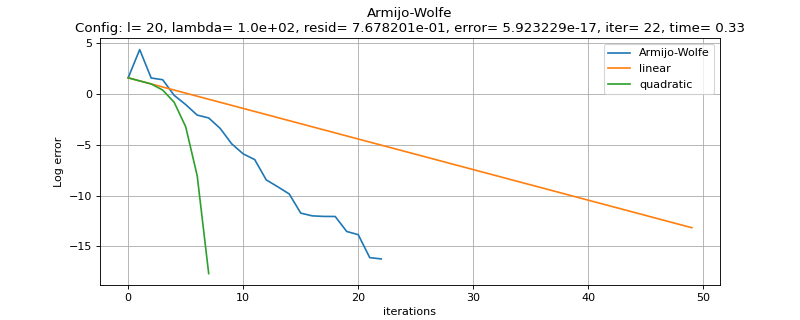 Armijo-Wolfe
Config: l= 20, lambda= 1.0e+02, resid= 7.678201e-01, error= 5.923229e-17, iter= 22, time= 0.33
Armijo-Wolfe
linear
quadratic
Log error
5
0
−5
−10
−15
0
10
20
30
40
50
iterations